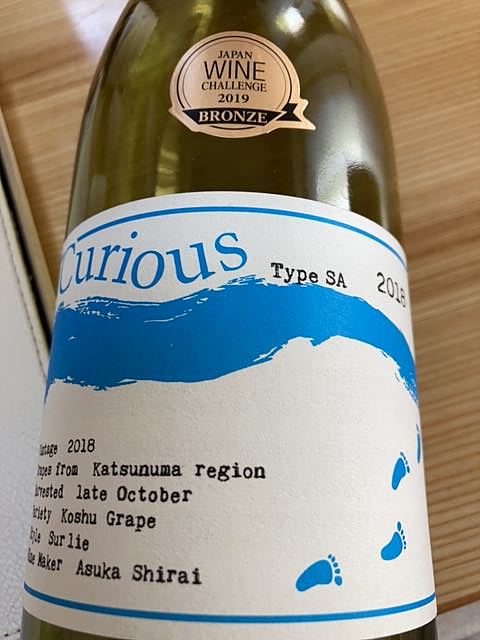 JAPAN
WINE
CHALLENGE
2019
BRONZE
Curious
Type SA 2018
2018
Katsunuma region
late October
Koshu Grape
Sur lie
Maker Asuka Shirai